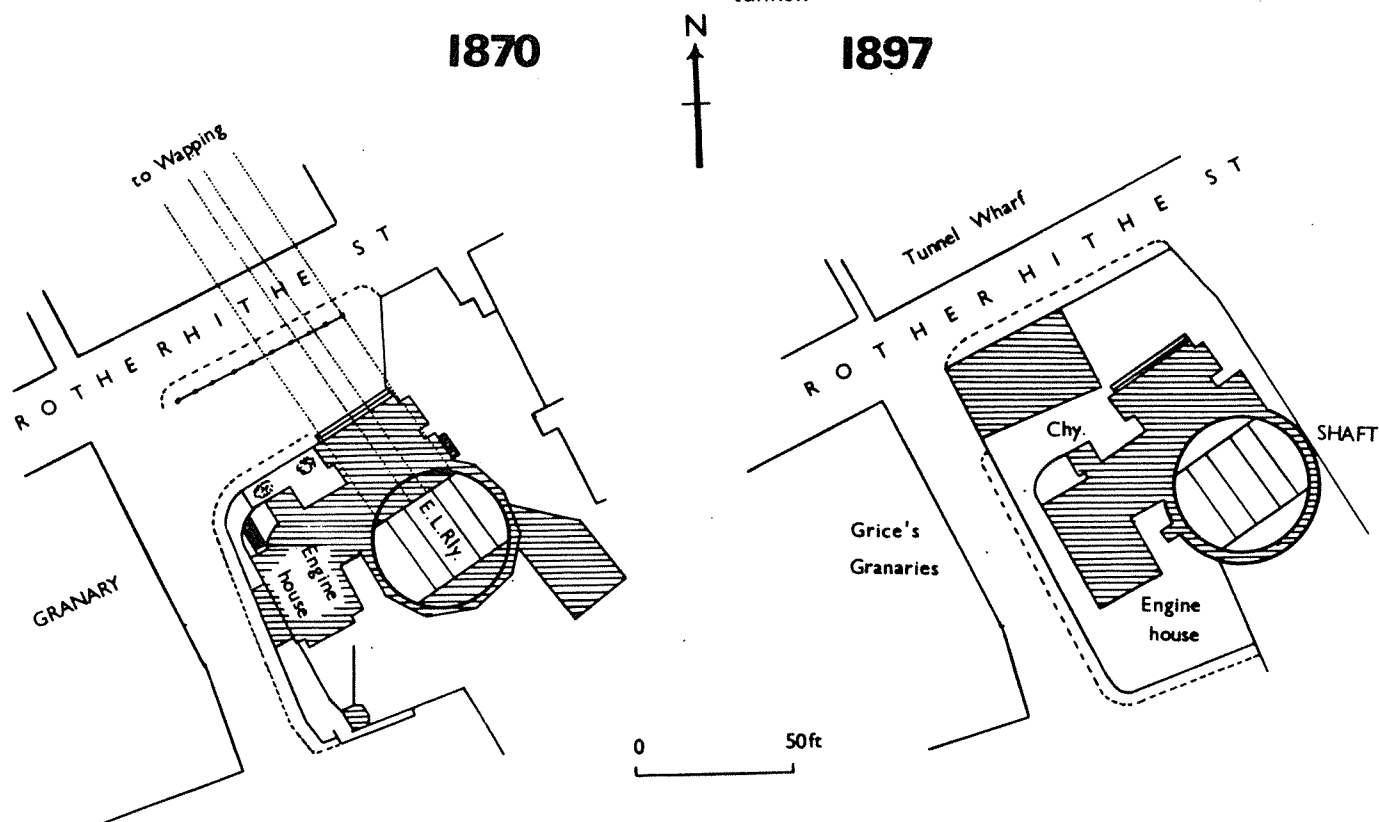 1870
N
1897
to Wapping
ROTHERHITHE ST
GRANARY
Engine
house
E.L.Rly.
0 50ft
Tunnel Wharf
ROTHERHITHE ST
Chy.
SHAFT
Grice's
Granaries
Engine
house